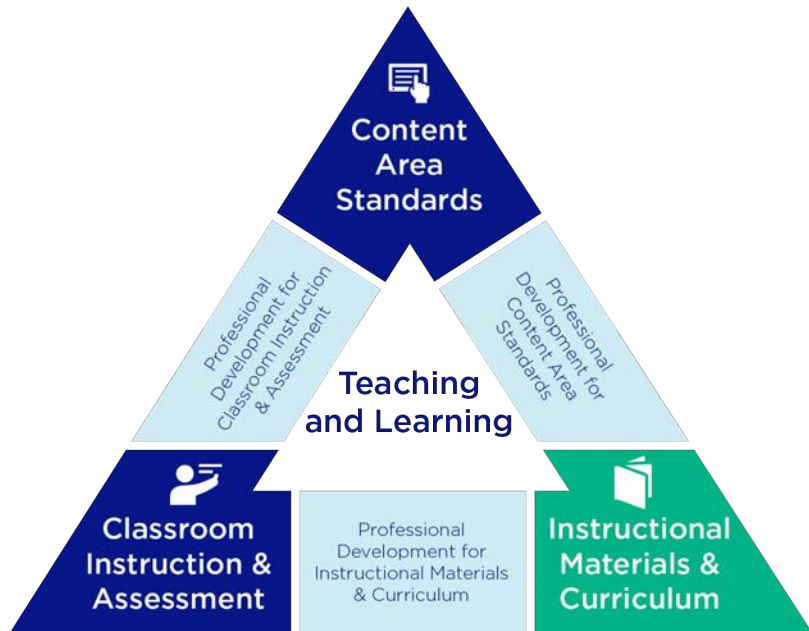 Content
Area
Standards
Professional
Development for
Classroom Instruction
& Assessment
Professional
Development for
Content Area
Standards
Teaching
and Learning
Classroom
Instruction &
Assessment
Professional
Development for
Instructional Materials
& Curriculum
Instructional
Materials &
Curriculum